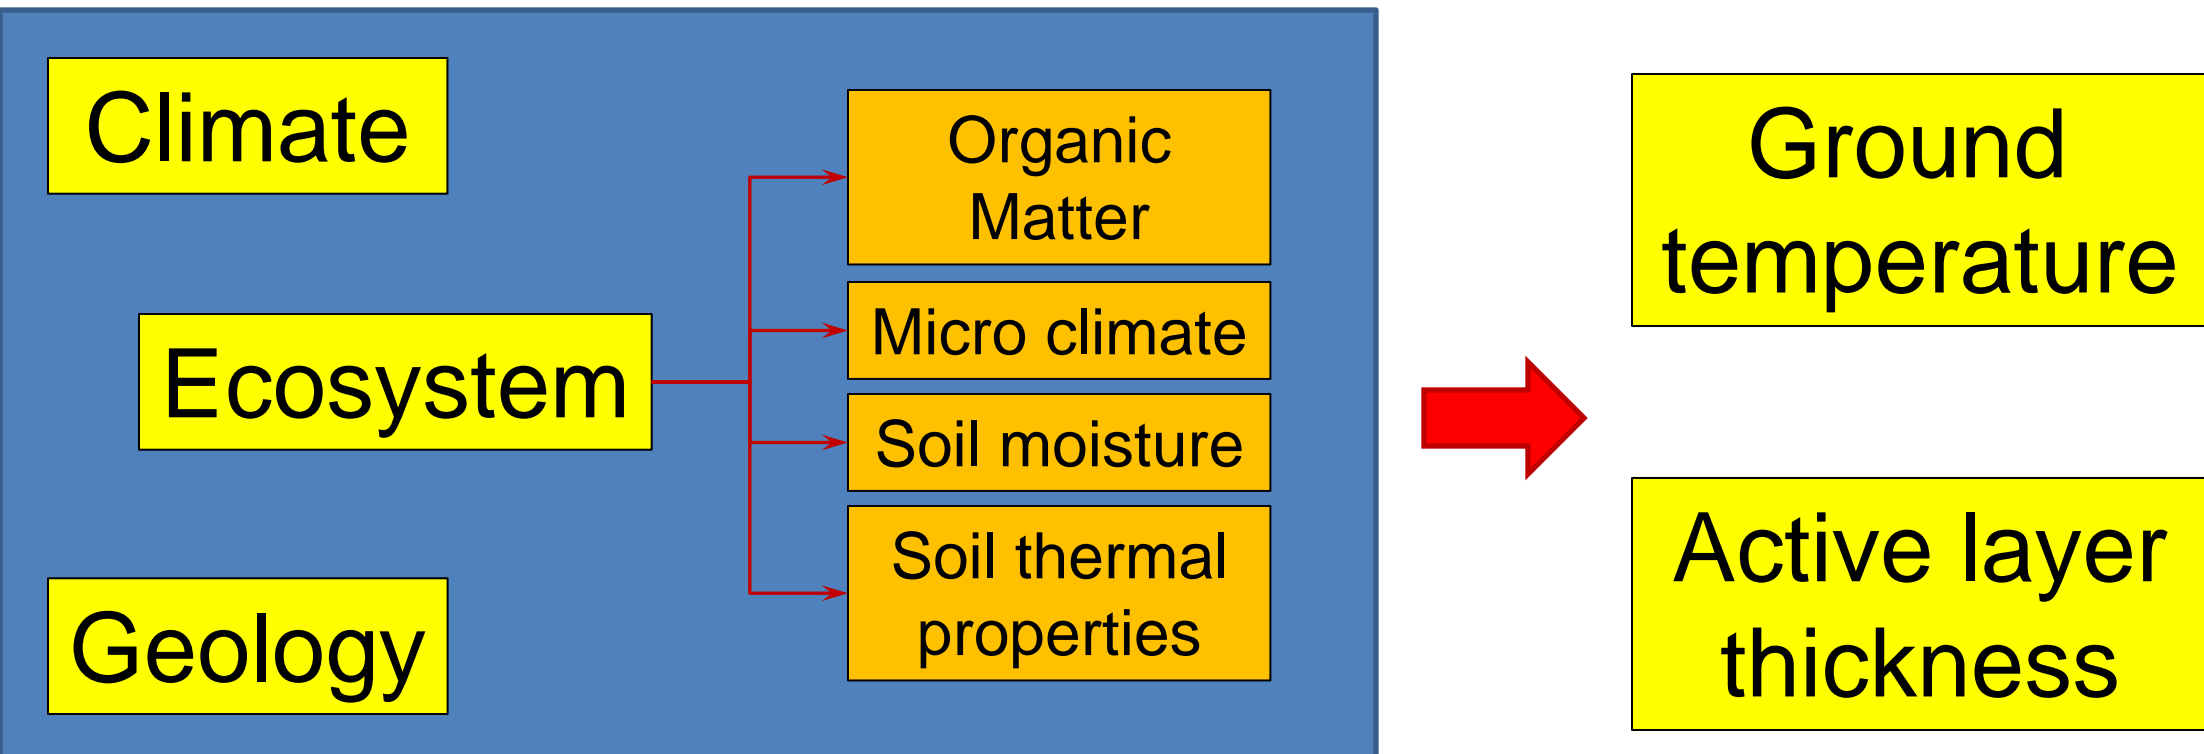 Climate
Ecosystem
Geology
Organic
Matter
Micro climate
Soil moisture
Soil thermal
properties
Ground
temperature
Active layer
thickness